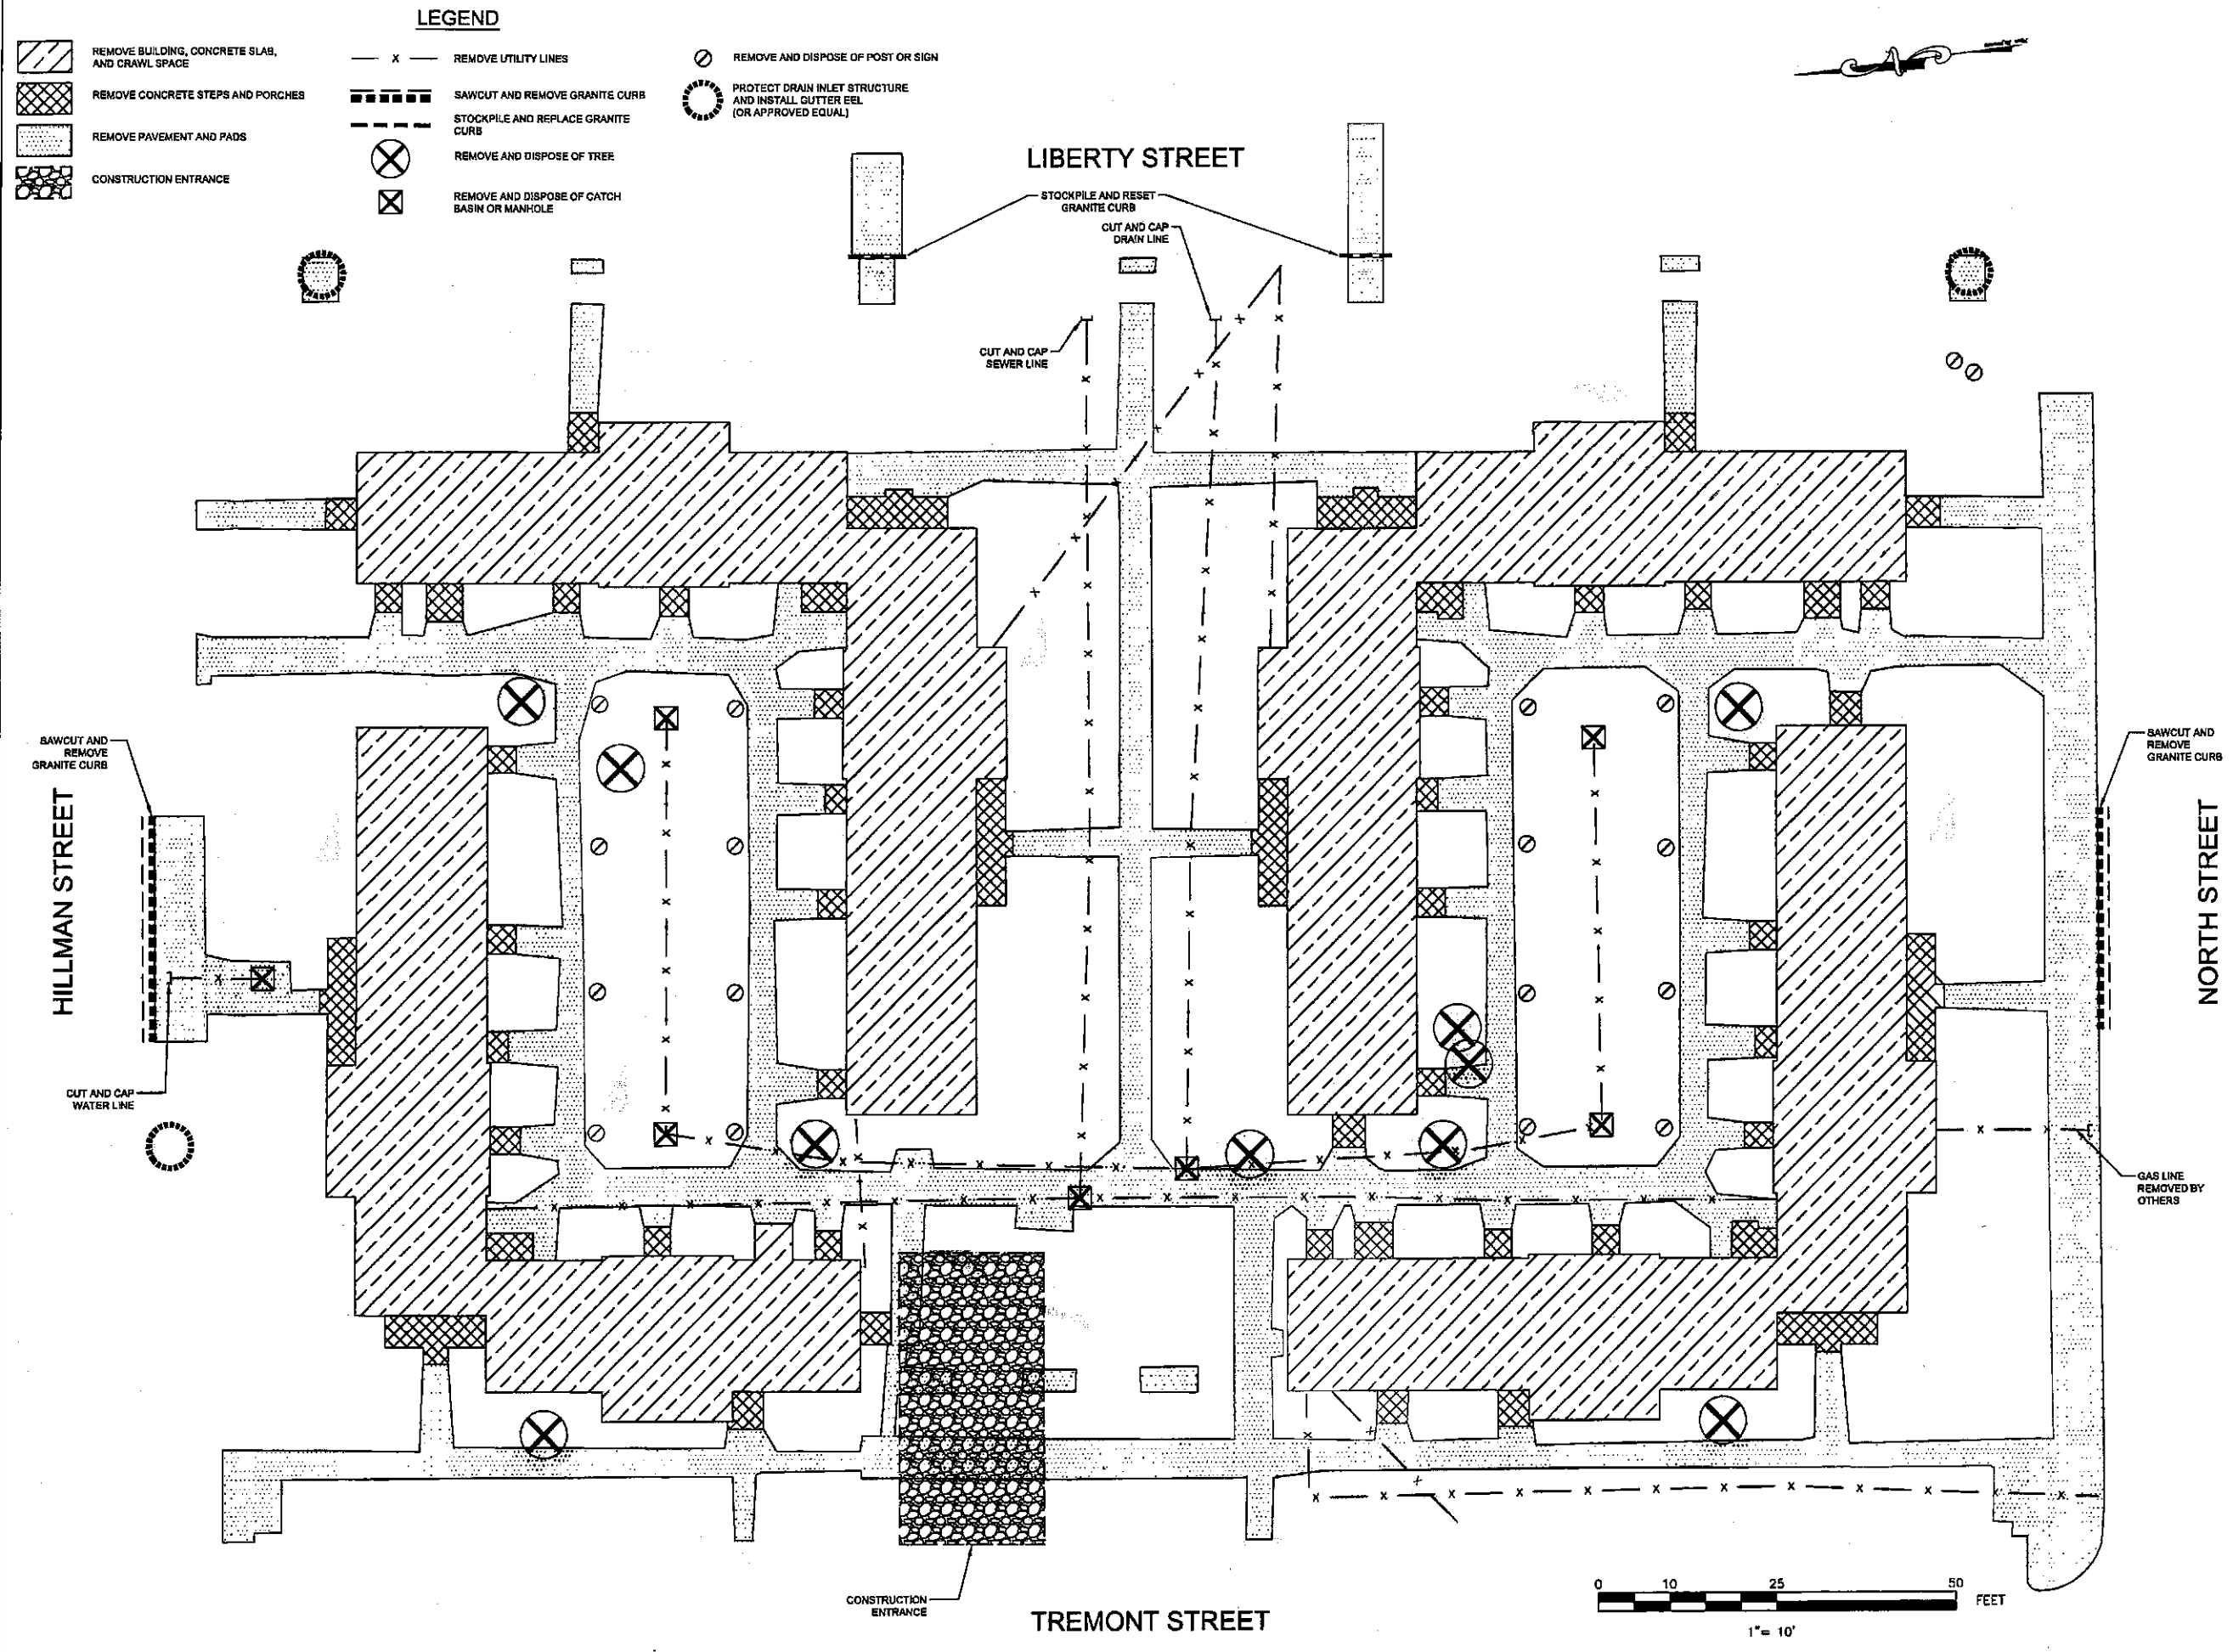 LEGEND
REMOVE BUILDING, CONCRETE SLAB,
AND CRAWL SPACE
REMOVE CONCRETE STEPS AND PORCHES
REMOVE PAVEMENT AND PADS
CONSTRUCTION ENTRANCE
REMOVE UTILITY LINES
SAWCUT AND REMOVE GRANITE CURB
STOCKPILE AND REPLACE GRANITE
CURB
REMOVE AND DISPOSE OF TREE
REMOVE AND DISPOSE OF CATCH
BASIN OR MANHOLE
REMOVE AND DISPOSE OF POST OR SIGN
PROTECT DRAIN INLET STRUCTURE
AND INSTALL GUTTER EEL
(OR APPROVED EQUAL)
LIBERTY STREET
STOCKPILE AND RESET
GRANITE CURB
CUT AND CAP
DRAIN LINE
CUT AND CAP
SEWER LINE
SAWCUT AND
REMOVE
GRANITE CURB
HILLMAN STREET
CUT AND CAP
WATER LINE
SAWCUT AND
REMOVE
GRANITE CURB
NORTH STREET
GAS LINE
REMOVED BY
OTHERS
CONSTRUCTION
ENTRANCE
TREMONT STREET
0 10 25 50
FEET
1"= 10'